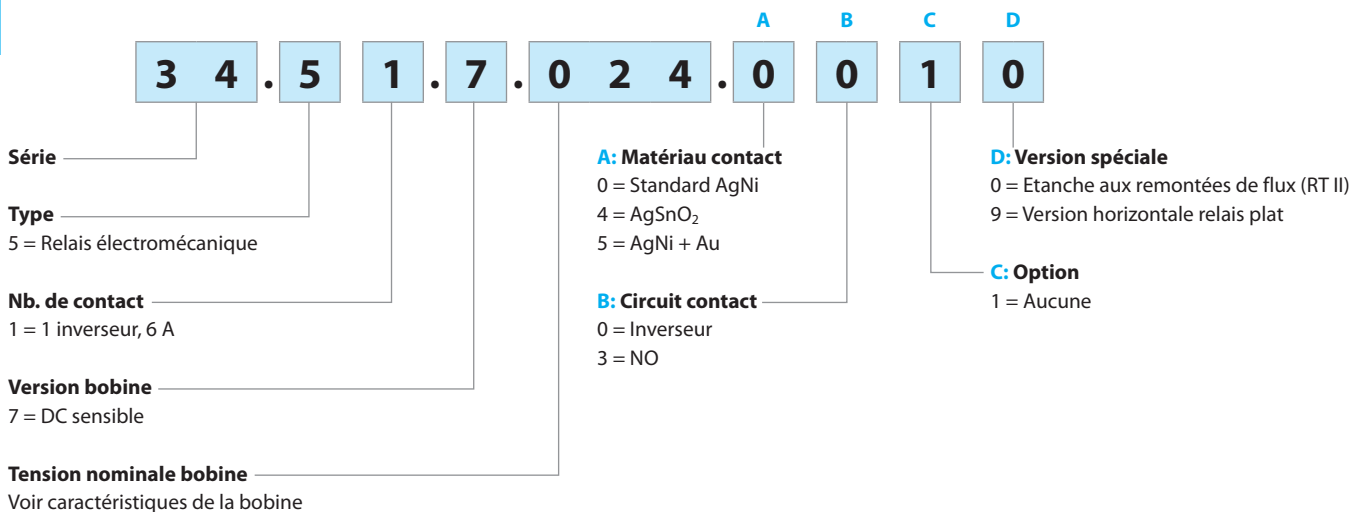 A B C D
3 4 . 5 1 . 7 . 0 2 4 . 0 0 1 0
Série
Type
5 = Relais électromécanique
Nb. de contact
1 = 1 inverseur, 6 A
Version bobine
7 = DC sensible
Tension nominale bobine
Voir caractéristiques de la bobine
A: Matériau contact
0 = Standard AgNi
4 = AgSnO₂
5 = AgNi + Au
B: Circuit contact
0 = Inverseur
3 = NO
D: Version spéciale
0 = Etanche aux remontées de flux (RT II)
9 = Version horizontale relais plat
C: Option
1 = Aucune